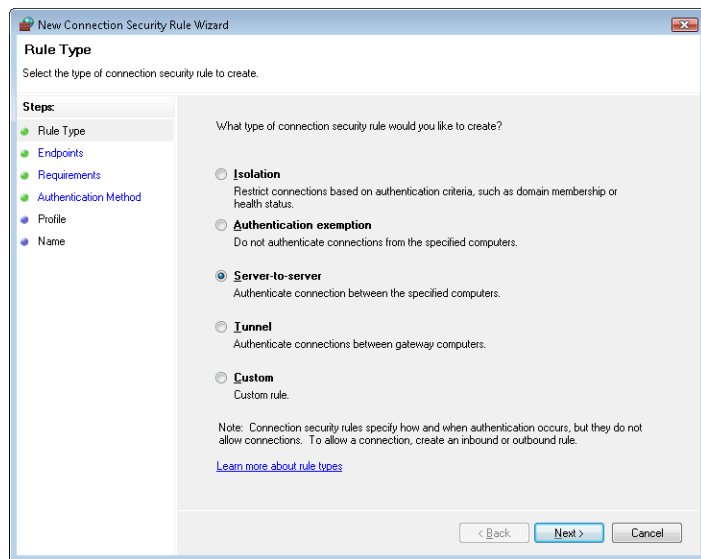 New Connection Security Rule Wizard
Rule Type
Select the type of connection security rule to create.
Steps:
Rule Type
Endpoints
Requirements
Authentication Method
Profile
Name
What type of connection security rule would you like to create?
Isolation
Restrict connections based on authentication criteria, such as domain membership or
health status.
Authentication exemption
Do not authenticate connections from the specified computers.
Server-to-server
Authenticate connection between the specified computers.
Tunnel
Authenticate connections between gateway computers.
Custom
Custom rule.
Note: Connection security rules specify how and when authentication occurs, but they do not
allow connections. To allow a connection, create an inbound or outbound rule.
Learn more about rule types
< Back
Next >
Cancel